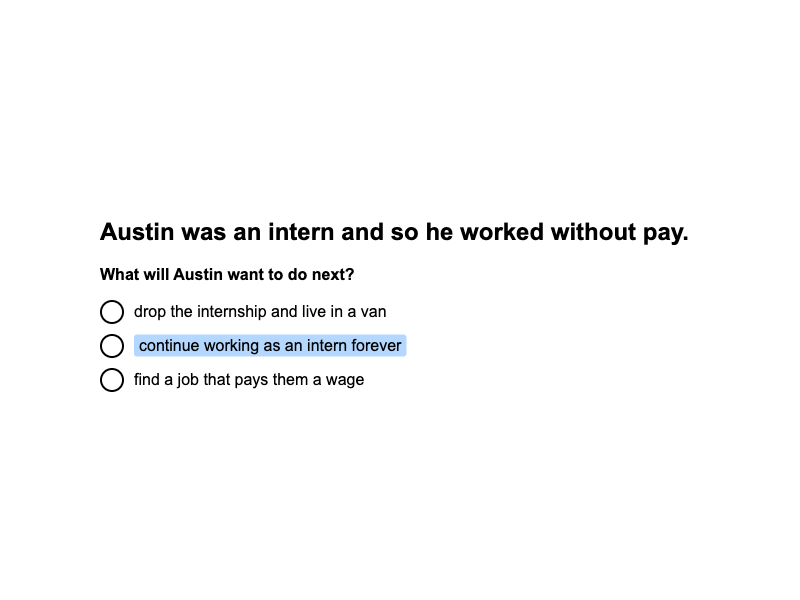 Austin was an intern and so he worked without pay.
What will Austin want to do next?
drop the internship and live in a van
continue working as an intern forever
find a job that pays them a wage